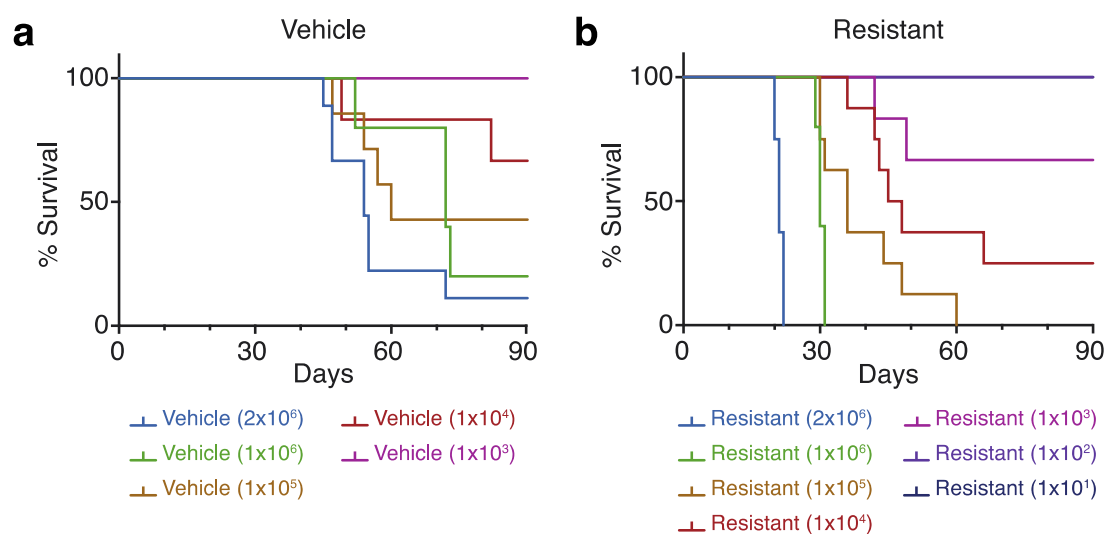 a
Vehicle
% Survival
100
50
0
0 30 60 90
Days
Vehicle (2x10⁶)
Vehicle (1x10⁶)
Vehicle (1x10⁵)
Vehicle (1x10⁴)
Vehicle (1x10³)
b
Resistant
% Survival
100
50
0
0 30 60 90
Days
Resistant (2x10⁶)
Resistant (1x10⁶)
Resistant (1x10⁵)
Resistant (1x10⁴)
Resistant (1x10³)
Resistant (1x10²)
Resistant (1x10¹)